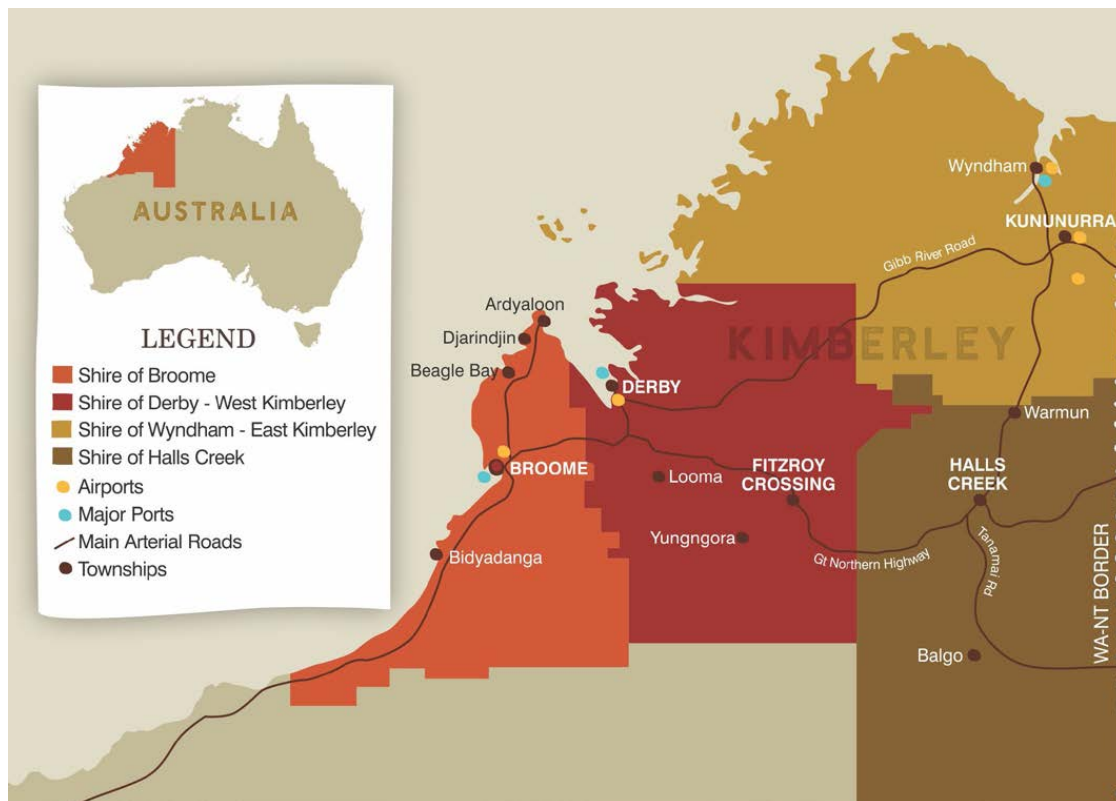 AUSTRALIA
LEGEND
Shire of Broome
Shire of Derby - West Kimberley
Shire of Wyndham - East Kimberley
Shire of Halls Creek
Airports
Major Ports
Main Arterial Roads
Townships
Wyndham
KUNUNURRA
Gibb River Road
KIMBERLEY
Ardyaloon
Djarindjin
Beagle Bay
DERBY
Warmun
BROOME
Looma
FITZROY
CROSSING
HALLS
CREEK
Yungngora
Bidyadanga
Gt Northern Highway
Tanamai Rd
Balgo
WA-NT BORDER